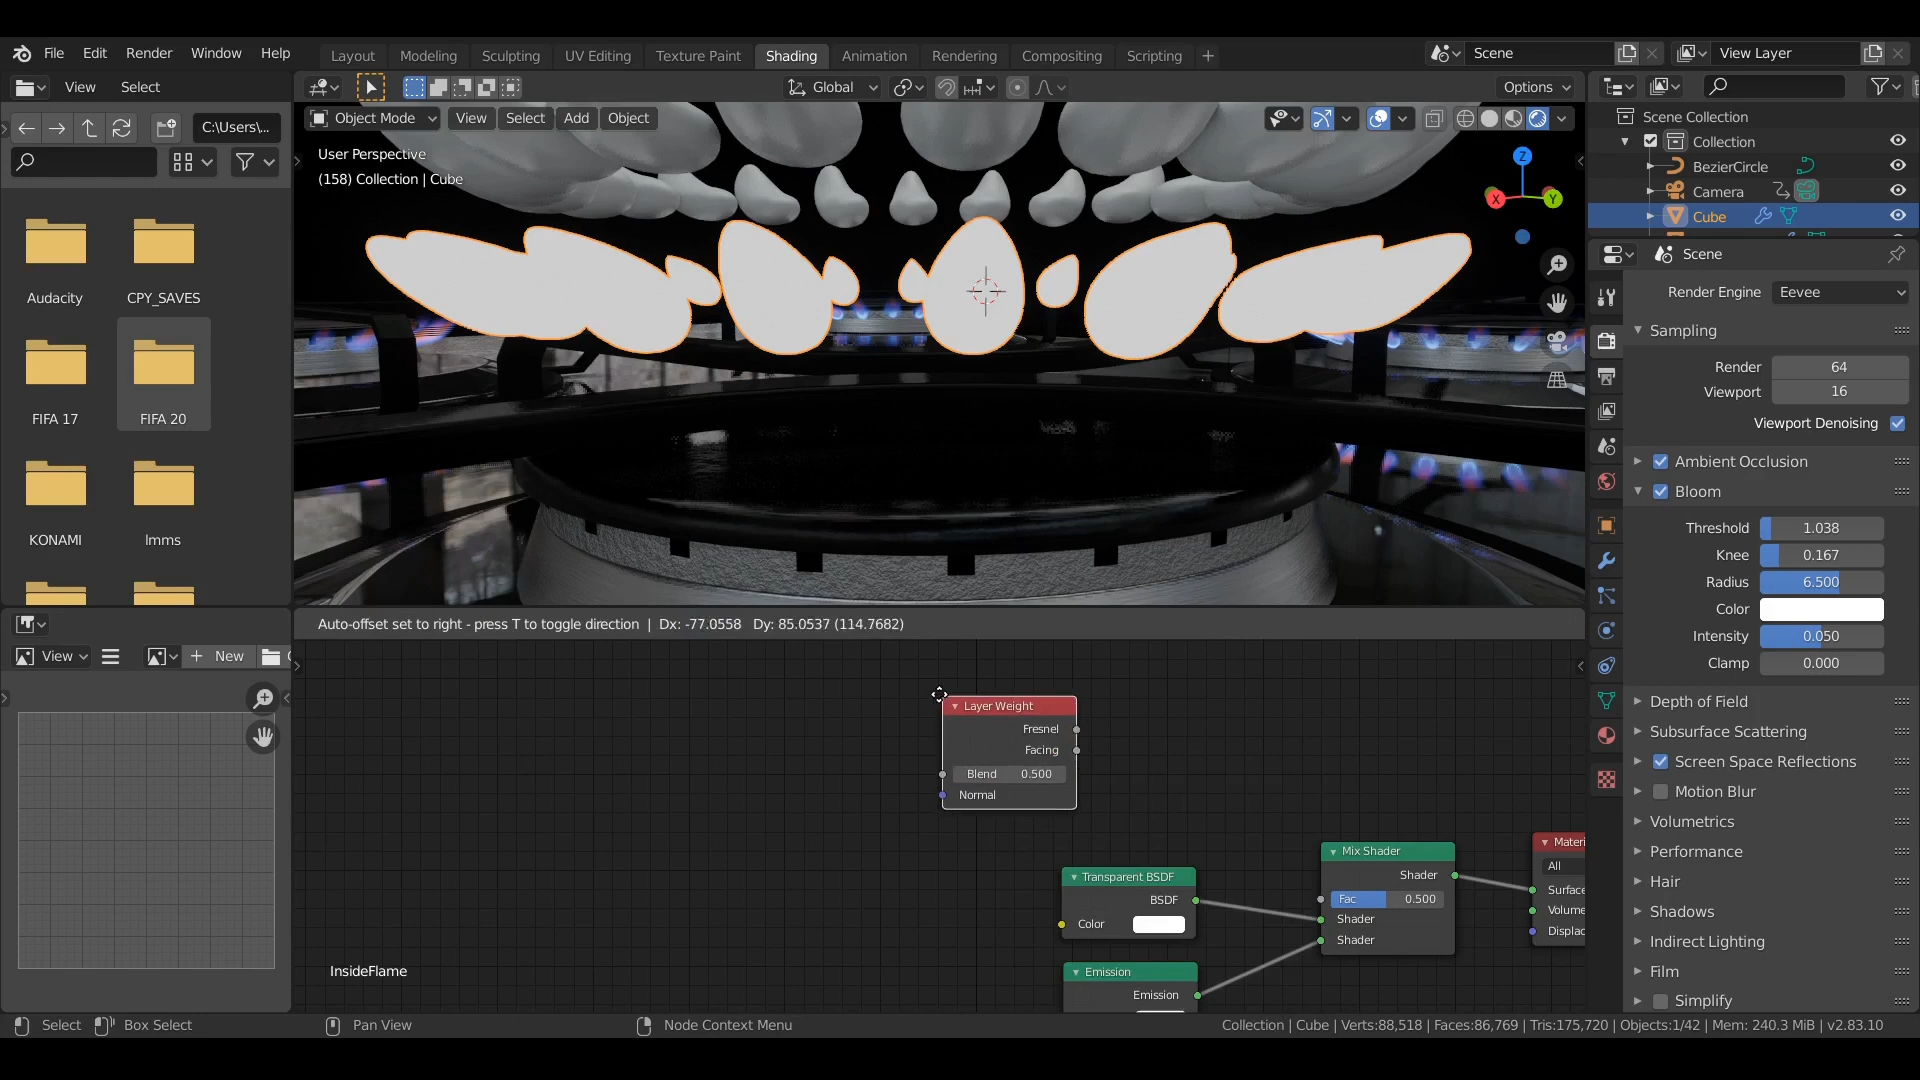 File Edit Render Window Help
Layout Modeling Sculpting UV Editing Texture Paint Shading Animation Rendering Compositing Scripting +
Scene
View Layer
View Select
Global
Options
C:\Users\...
Object Mode View Select Add Object
User Perspective
(158) Collection | Cube
Z
X
Y
Audacity
CPY_SAVES
FIFA 17
FIFA 20
KONAMI
lmms
Scene Collection
Collection
BezierCircle
Camera
Cube
Scene
Render Engine Eevee
Sampling
Render 64
Viewport 16
Viewport Denoising
Ambient Occlusion
Bloom
Threshold 1.038
Knee 0.167
Radius 6.500
Color
Intensity 0.050
Clamp 0.000
Depth of Field
Subsurface Scattering
Screen Space Reflections
Motion Blur
Volumetrics
Performance
Hair
Shadows
Indirect Lighting
Film
Simplify
Auto-offset set to right - press T to toggle direction | Dx: -77.0558 Dy: 85.0537 (114.7682)
View
+ New
Layer Weight
Fresnel
Facing
Blend 0.500
Normal
Transparent BSDF
BSDF
Color
Emission
Emission
Mix Shader
Shader
Fac 0.500
Shader
Shader
Materi
All
Surface
Volume
Displac
InsideFlame
Select Box Select Pan View Node Context Menu
Collection | Cube | Verts:88,518 | Faces:86,769 | Tris:175,720 | Objects:1/42 | Mem: 240.3 MiB | v2.83.10